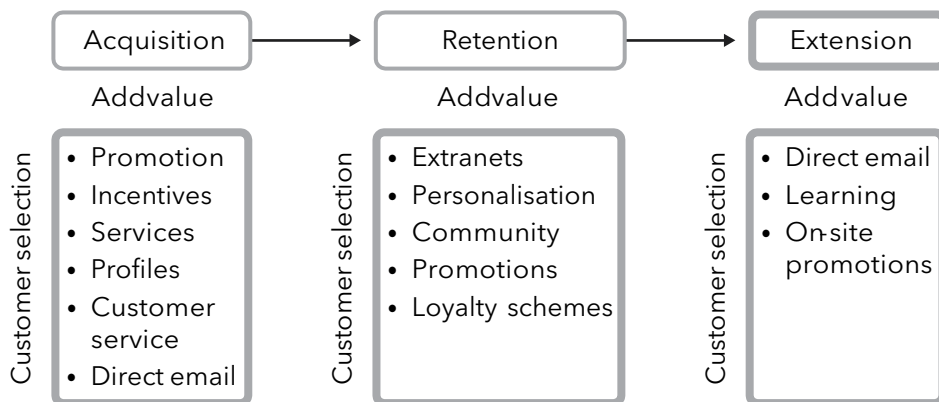 Acquisition
Retention
Extension
Addvalue
Addvalue
Addvalue
Customer selection
• Promotion
• Incentives
• Services
• Profiles
• Customer
service
• Direct email
Customer selection
• Extranets
• Personalisation
• Community
• Promotions
• Loyalty schemes
Customer selection
• Direct email
• Learning
• On-site
promotions